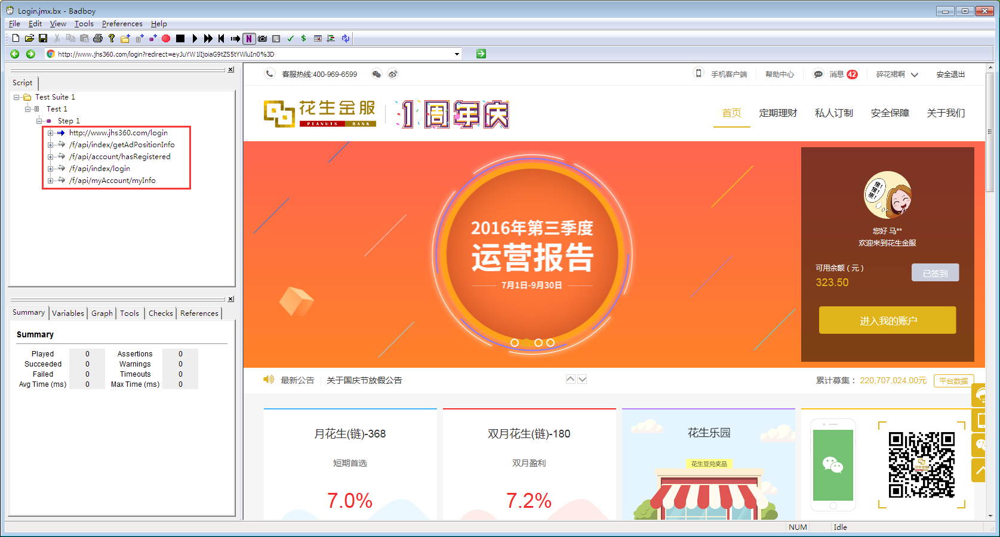 Login.jmx.bx - Badboy
File Edit View Tools Preferences Help
N $
http://www.jhs360.com/login?redirect=eyJuYW1lIjoiaG9tZS5tYWluIn0%3D
Script
Test Suite 1
Test 1
Step 1
http://www.jhs360.com/login
/f/api/index/getAdPositionInfo
/f/api/account/hasRegistered
/f/api/index/login
/f/api/myAccount/myInfo
Summary Variables Graph Tools Checks References
Summary
Played 0 Assertions 0
Succeeded 0 Warnings 0
Failed 0 Timeouts 0
Avg Time (ms) 0 Max Time (ms) 0
客服热线:400-969-6599 手机客户端 帮助中心 消息 42 碎花裙啊 安全退出
花生金服
PEANUTS BANK
1周年庆
首页 定期理财 私人订制 安全保障 关于我们
2016年第三季度
运营报告
7月1日-9月30日
搜! 搜! 搜!
您好 马**
欢迎来到花生金服
可用余额 ( 元 )
323.50
已签到
进入我的账户
最新公告 关于国庆节放假公告 累计募集： 220,707,024.00元 平台数据
月花生(链)-368
短期首选
7.0%
双月花生(链)-180
双月盈利
7.2%
花生乐园
花生豆兑奖品
花生金服
NUM Idle